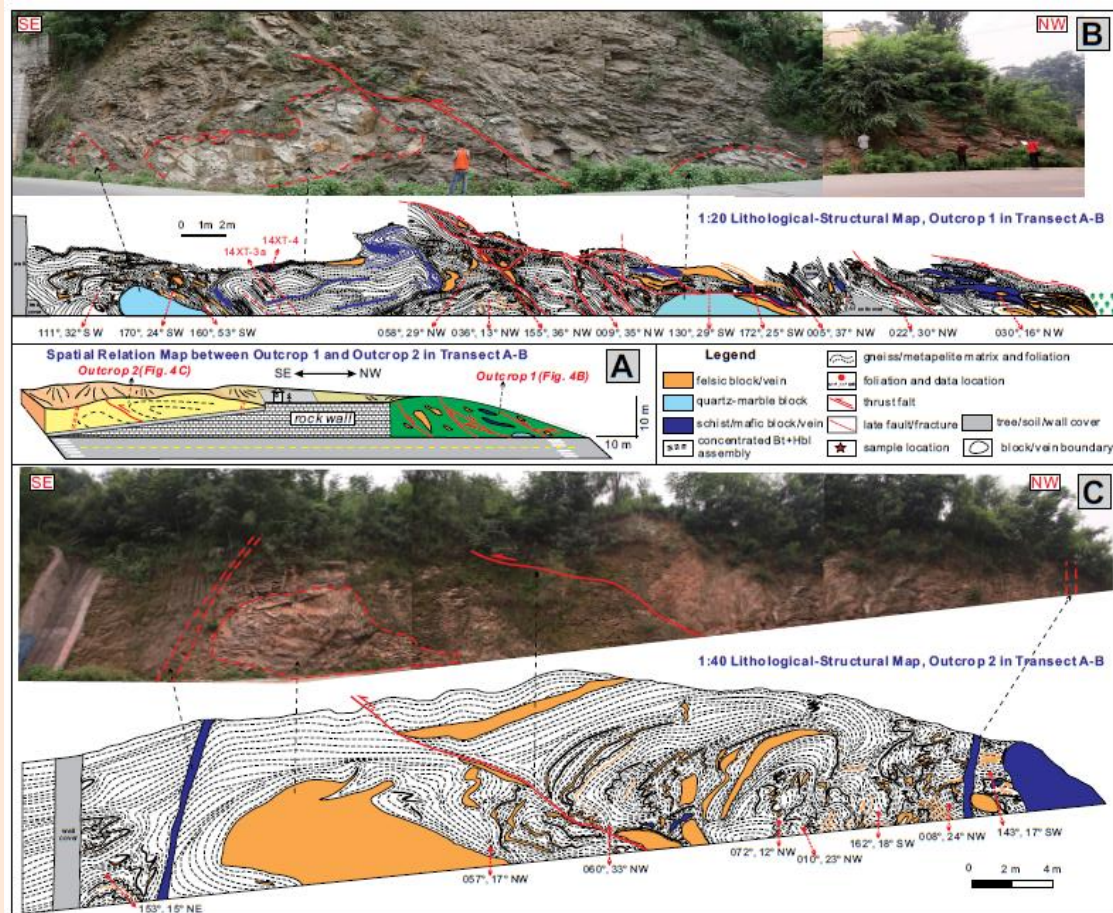 SE
NW
B
1:20 Lithological-Structural Map, Outcrop 1 in Transect A-B
0 1m 2m
14XT-4
14XT-3a
111°, 32° SW
170°, 24° SW
160°, 53° SW
058°, 29° NW
036°, 13° NW
155°, 36° NW
009°, 35° NW
130°, 29° SW
172°, 25° SW
005°, 37° NW
022°, 30° NW
030°, 16° NW
Spatial Relation Map between Outcrop 1 and Outcrop 2 in Transect A-B
A
Outcrop 2 (Fig. 4C)
SE NW
Outcrop 1 (Fig. 4B)
rock wall
10 m
10 m
Legend
felsic block/vein
quartz-marble block
schist/mafic block/vein
concentrated Bt+Hbl
assembly
gneiss/metapelite matrix and foliation
foliation and data location
thrust falt
late fault/fracture
sample location
tree/soil/wall cover
block/vein boundary
SE
NW
C
1:40 Lithological-Structural Map, Outcrop 2 in Transect A-B
wall
cover
153°, 15° NE
057°, 17° NW
060°, 33° NW
072°, 12° NW
010°, 23° NW
162°, 18° SW
008°, 24° NW
143°, 17° SW
0 2 m 4 m